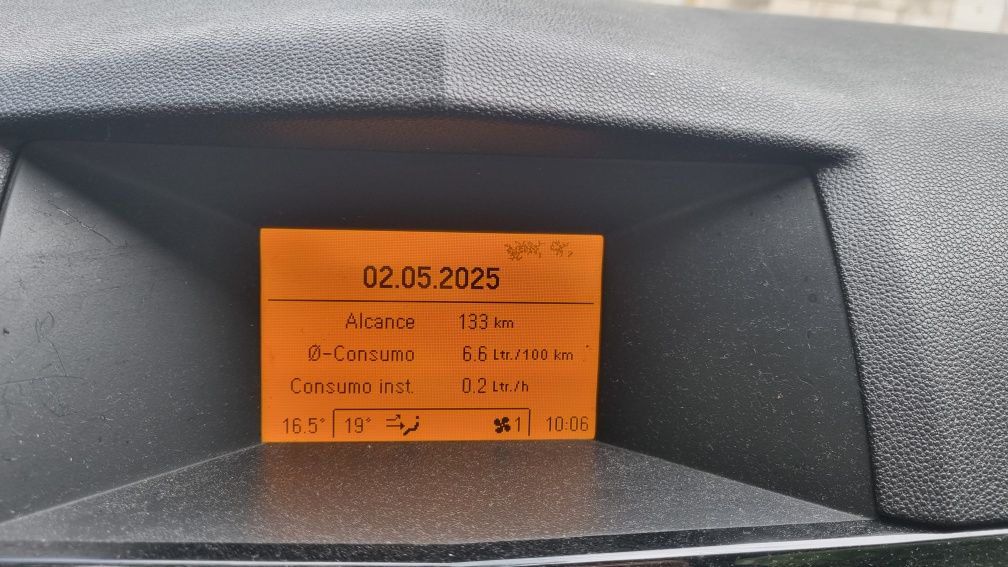 02.05.2025
Alcance 133 km
Ø-Consumo 6.6 Ltr./100 km
Consumo inst. 0.2 Ltr./h
16.5° 19° 1 10:06